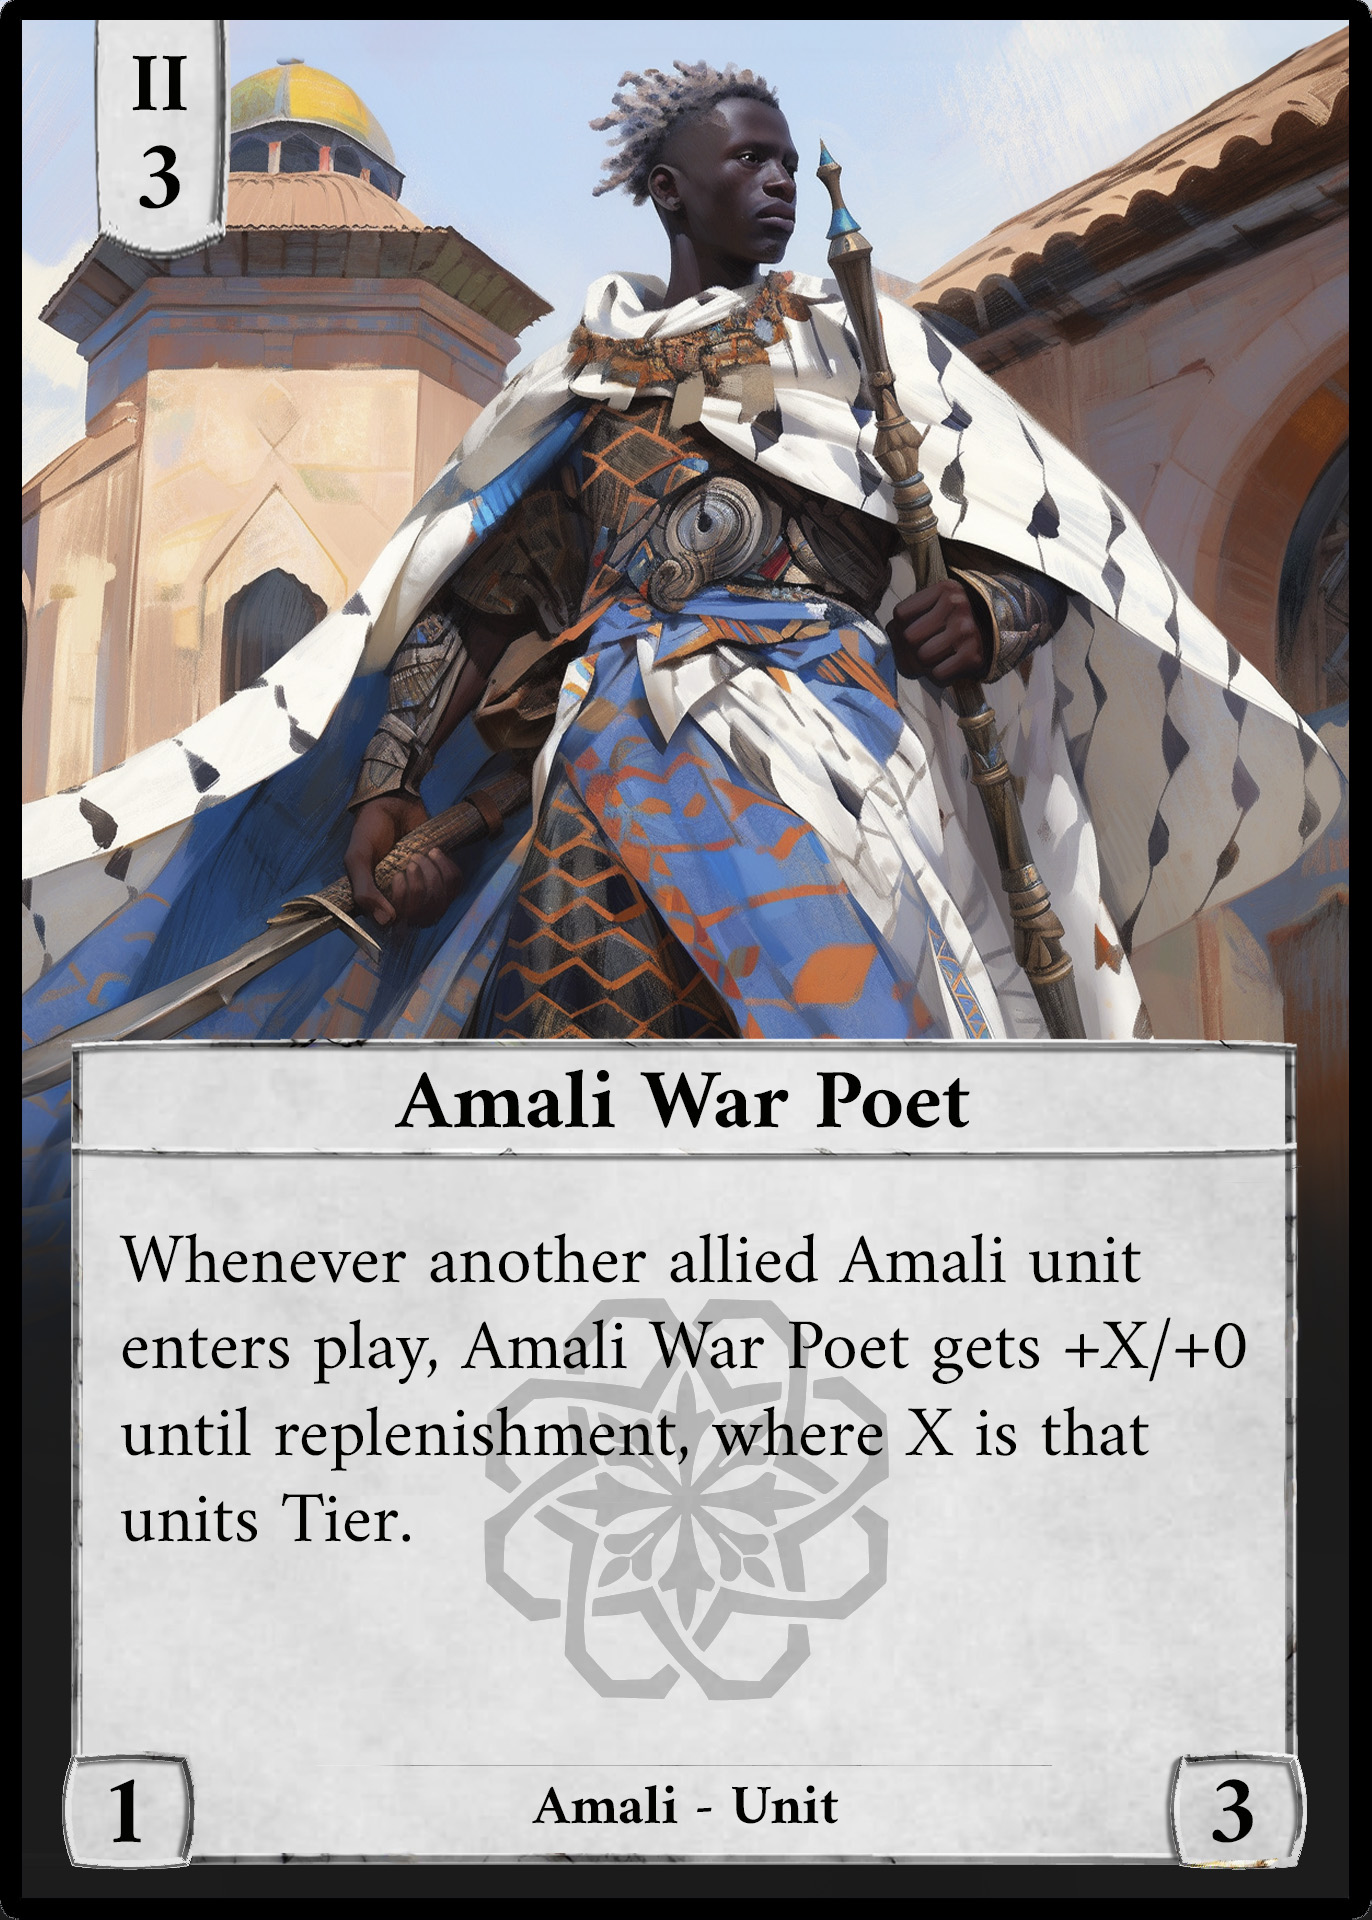 II
3
Amali War Poet
Whenever another allied Amali unit
enters play, Amali War Poet gets +X/+0
until replenishment, where X is that
units Tier.
1
Amali - Unit
3